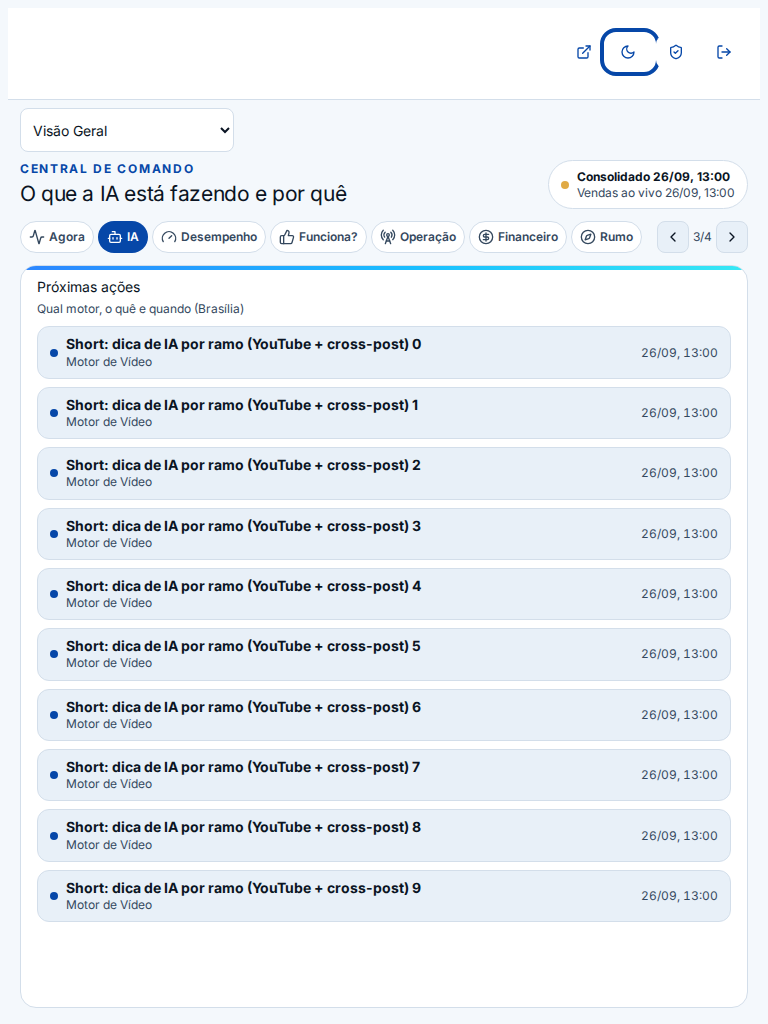 Visão Geral
CENTRAL DE COMANDO
O que a IA está fazendo e por quê
Consolidado 26/09, 13:00
Vendas ao vivo 26/09, 13:00
Agora
IA
Desempenho
Funciona?
Operação
Financeiro
Rumo
3/4
Próximas ações
Qual motor, o quê e quando (Brasília)
Short: dica de IA por ramo (YouTube + cross-post) 0
Motor de Vídeo
26/09, 13:00
Short: dica de IA por ramo (YouTube + cross-post) 1
Motor de Vídeo
26/09, 13:00
Short: dica de IA por ramo (YouTube + cross-post) 2
Motor de Vídeo
26/09, 13:00
Short: dica de IA por ramo (YouTube + cross-post) 3
Motor de Vídeo
26/09, 13:00
Short: dica de IA por ramo (YouTube + cross-post) 4
Motor de Vídeo
26/09, 13:00
Short: dica de IA por ramo (YouTube + cross-post) 5
Motor de Vídeo
26/09, 13:00
Short: dica de IA por ramo (YouTube + cross-post) 6
Motor de Vídeo
26/09, 13:00
Short: dica de IA por ramo (YouTube + cross-post) 7
Motor de Vídeo
26/09, 13:00
Short: dica de IA por ramo (YouTube + cross-post) 8
Motor de Vídeo
26/09, 13:00
Short: dica de IA por ramo (YouTube + cross-post) 9
Motor de Vídeo
26/09, 13:00